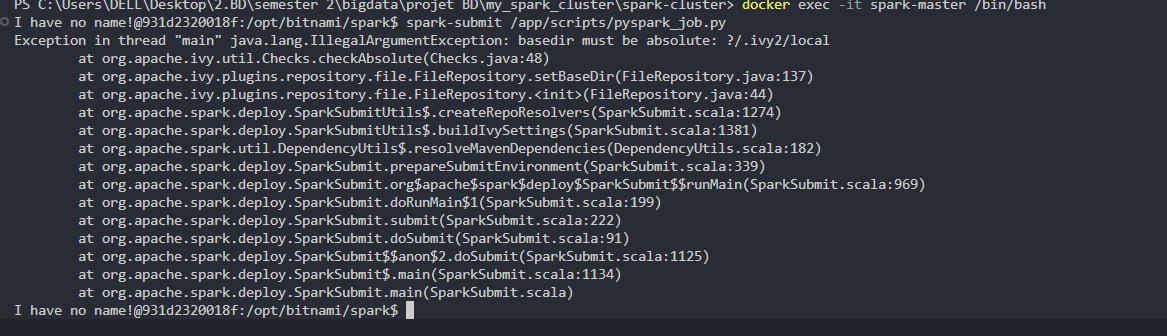 PS C:\Users\DELL\Desktop\2.BD\semester 2\bigdata\projet BD\my_spark_cluster\spark-cluster> docker exec -it spark-master /bin/bash
I have no name!@931d2320018f:/opt/bitnami/spark$ spark-submit /app/scripts/pyspark_job.py
Exception in thread "main" java.lang.IllegalArgumentException: basedir must be absolute: ?/.ivy2/local
        at org.apache.ivy.util.Checks.checkAbsolute(Checks.java:48)
        at org.apache.ivy.plugins.repository.file.FileRepository.setBaseDir(FileRepository.java:137)
        at org.apache.ivy.plugins.repository.file.FileRepository.<init>(FileRepository.java:44)
        at org.apache.spark.deploy.SparkSubmitUtils$.createRepoResolvers(SparkSubmit.scala:1274)
        at org.apache.spark.deploy.SparkSubmitUtils$.buildIvySettings(SparkSubmit.scala:1381)
        at org.apache.spark.util.DependencyUtils$.resolveMavenDependencies(DependencyUtils.scala:182)
        at org.apache.spark.deploy.SparkSubmit.prepareSubmitEnvironment(SparkSubmit.scala:339)
        at org.apache.spark.deploy.SparkSubmit.org$apache$spark$deploy$SparkSubmit$$runMain(SparkSubmit.scala:969)
        at org.apache.spark.deploy.SparkSubmit.doRunMain$1(SparkSubmit.scala:199)
        at org.apache.spark.deploy.SparkSubmit.submit(SparkSubmit.scala:222)
        at org.apache.spark.deploy.SparkSubmit.doSubmit(SparkSubmit.scala:91)
        at org.apache.spark.deploy.SparkSubmit$$anon$2.doSubmit(SparkSubmit.scala:1125)
        at org.apache.spark.deploy.SparkSubmit$.main(SparkSubmit.scala:1134)
        at org.apache.spark.deploy.SparkSubmit.main(SparkSubmit.scala)
I have no name!@931d2320018f:/opt/bitnami/spark$